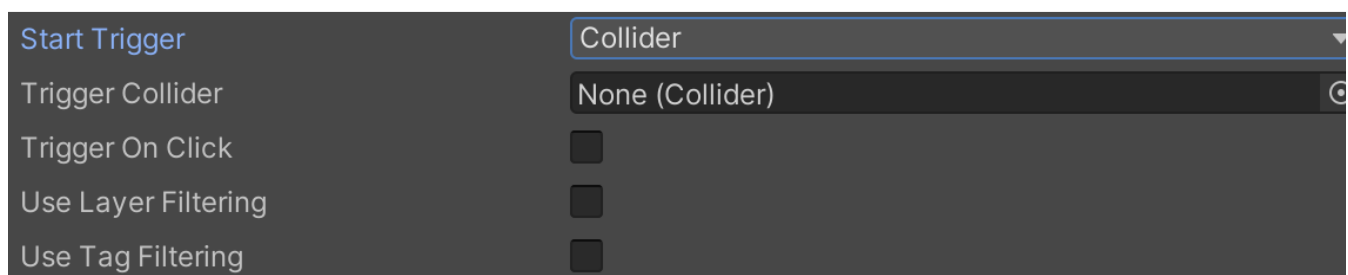 Start Trigger Collider
Trigger Collider None (Collider)
Trigger On Click
Use Layer Filtering
Use Tag Filtering